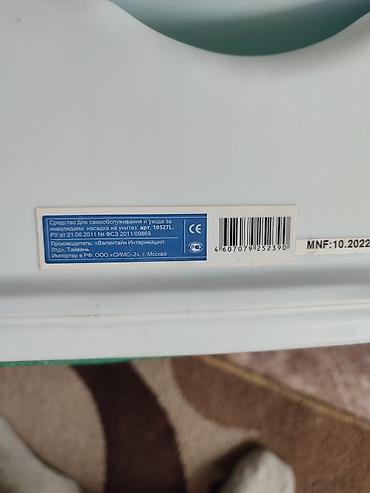 Средство для самообслуживания и ухода за
инвалидами: насадка на унитаз: арт. 10527L.
РУ от 21.06.2011 № ФСЗ 2011/09869
Производитель: «Валентайн Интернейшнл
Лтд», Тайвань
Импортер в РФ: ООО «СИМС-2», г. Москва
CE
4 607079 252390
MNF:10.2022